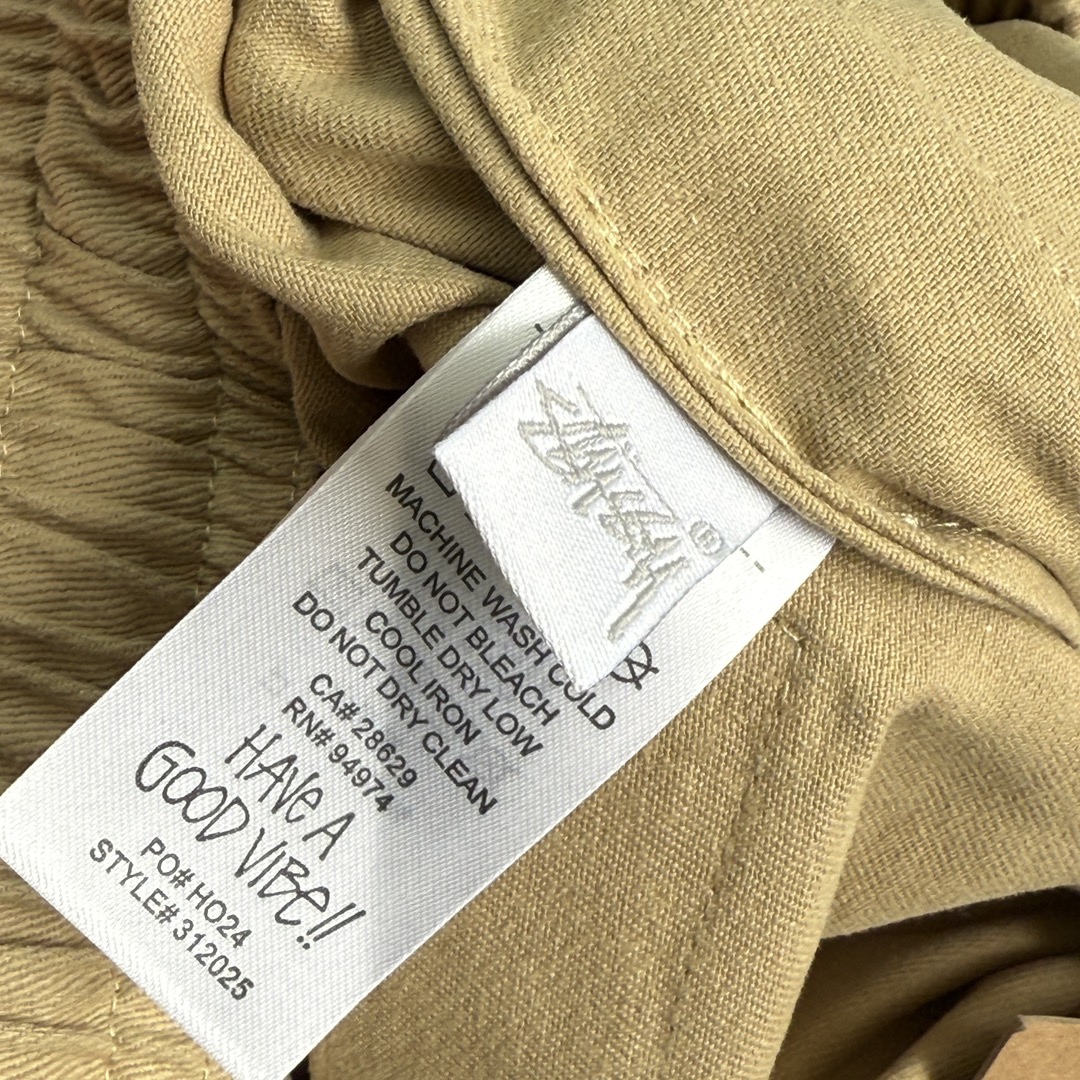 Stüssy
®
MACHINE WASH COLD
DO NOT BLEACH
TUMBLE DRY LOW
COOL IRON
DO NOT DRY CLEAN
CA# 28629
RN# 94974
HAVe A
GOOD VIBe!!
PO# HO24
STYLE# 312025